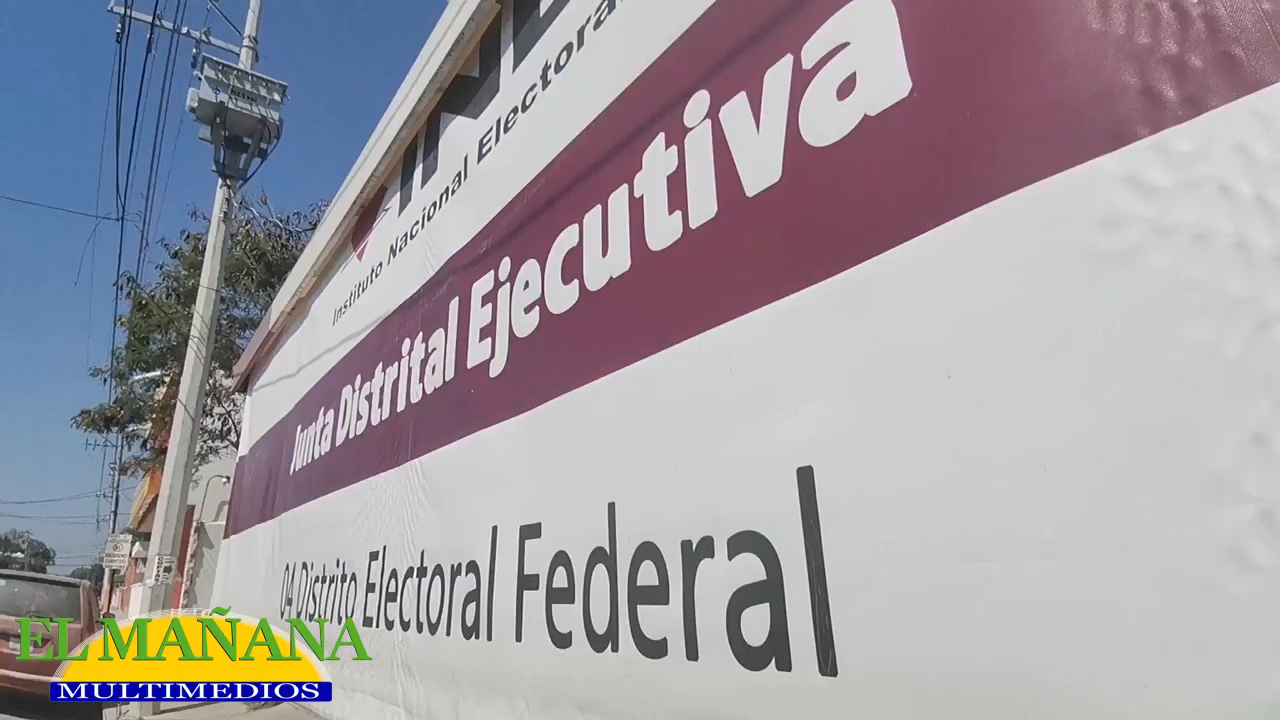 Instituto Nacional Electoral
Junta Distrital Ejecutiva
04 Distrito Electoral Federal
EL MAÑANA
MULTIMEDIOS